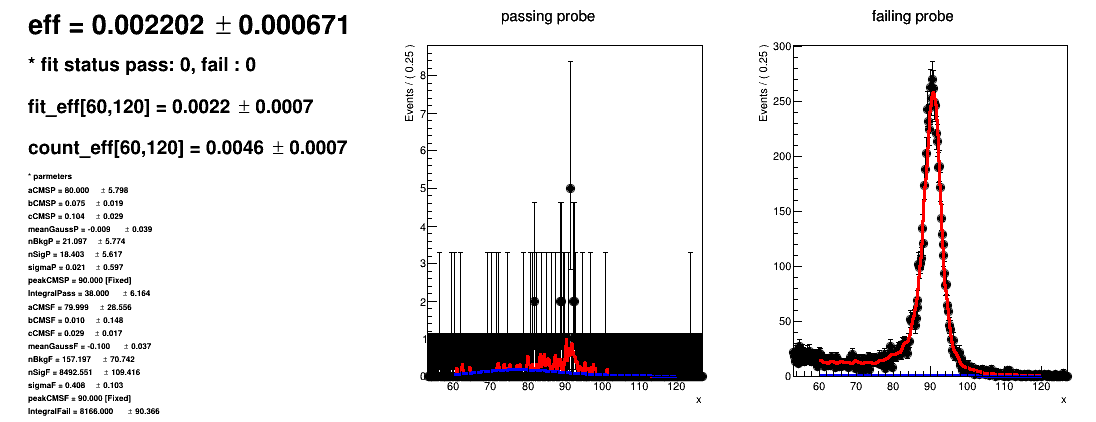 eff = 0.002202 ± 0.000671
* fit status pass: 0, fail : 0
fit_eff[60,120] = 0.0022 ± 0.0007
count_eff[60,120] = 0.0046 ± 0.0007
* parmeters
aCMSP = 80.000 ± 5.798
bCMSP = 0.075 ± 0.019
cCMSP = 0.104 ± 0.029
meanGaussP = -0.009 ± 0.039
nBkgP = 21.097 ± 5.774
nSigP = 18.403 ± 5.617
sigmaP = 0.021 ± 0.597
peakCMSP = 90.000 [Fixed]
IntegralPass = 38.000 ± 6.164
aCMSF = 79.999 ± 28.556
bCMSF = 0.010 ± 0.148
cCMSF = 0.029 ± 0.017
meanGaussF = -0.100 ± 0.037
nBkgF = 157.197 ± 70.742
nSigF = 8492.551 ± 109.416
sigmaF = 0.408 ± 0.103
peakCMSF = 90.000 [Fixed]
IntegralFail = 8166.000 ± 90.366
passing probe
Events / ( 0.25 )
8
7
6
5
4
3
2
1
0
60 70 80 90 100 110 120
x
failing probe
Events / ( 0.25 )
300
250
200
150
100
50
0
60 70 80 90 100 110 120
x